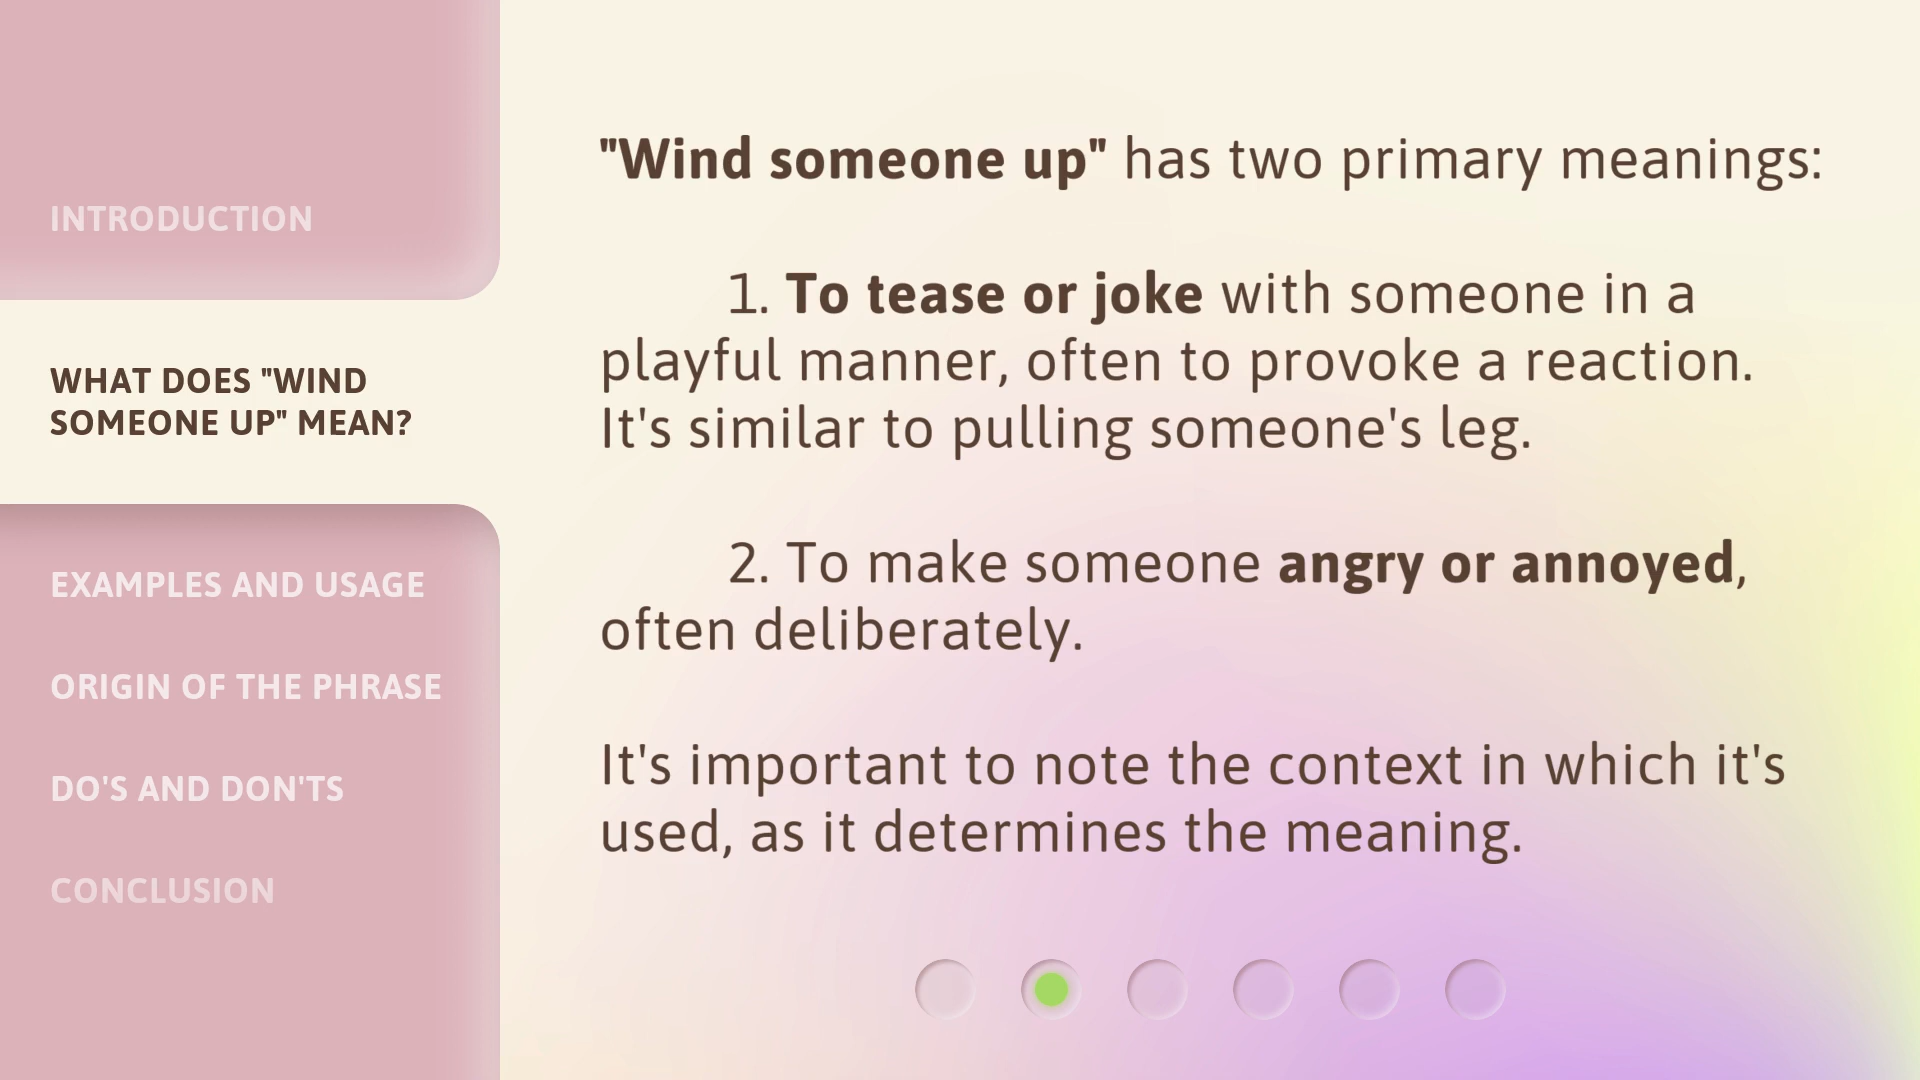 INTRODUCTION
WHAT DOES "WIND
SOMEONE UP" MEAN?
EXAMPLES AND USAGE
ORIGIN OF THE PHRASE
DO'S AND DON'TS
CONCLUSION
"Wind someone up" has two primary meanings:
1. To tease or joke with someone in a
playful manner, often to provoke a reaction.
It's similar to pulling someone's leg.
2. To make someone angry or annoyed,
often deliberately.
It's important to note the context in which it's
used, as it determines the meaning.